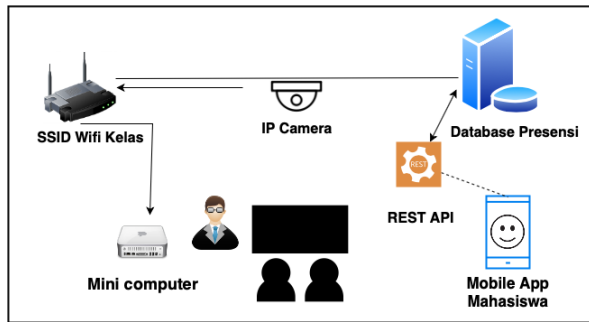 SSID Wifi Kelas
IP Camera
Database Presensi
REST
REST API
Mini computer
Mobile App
Mahasiswa